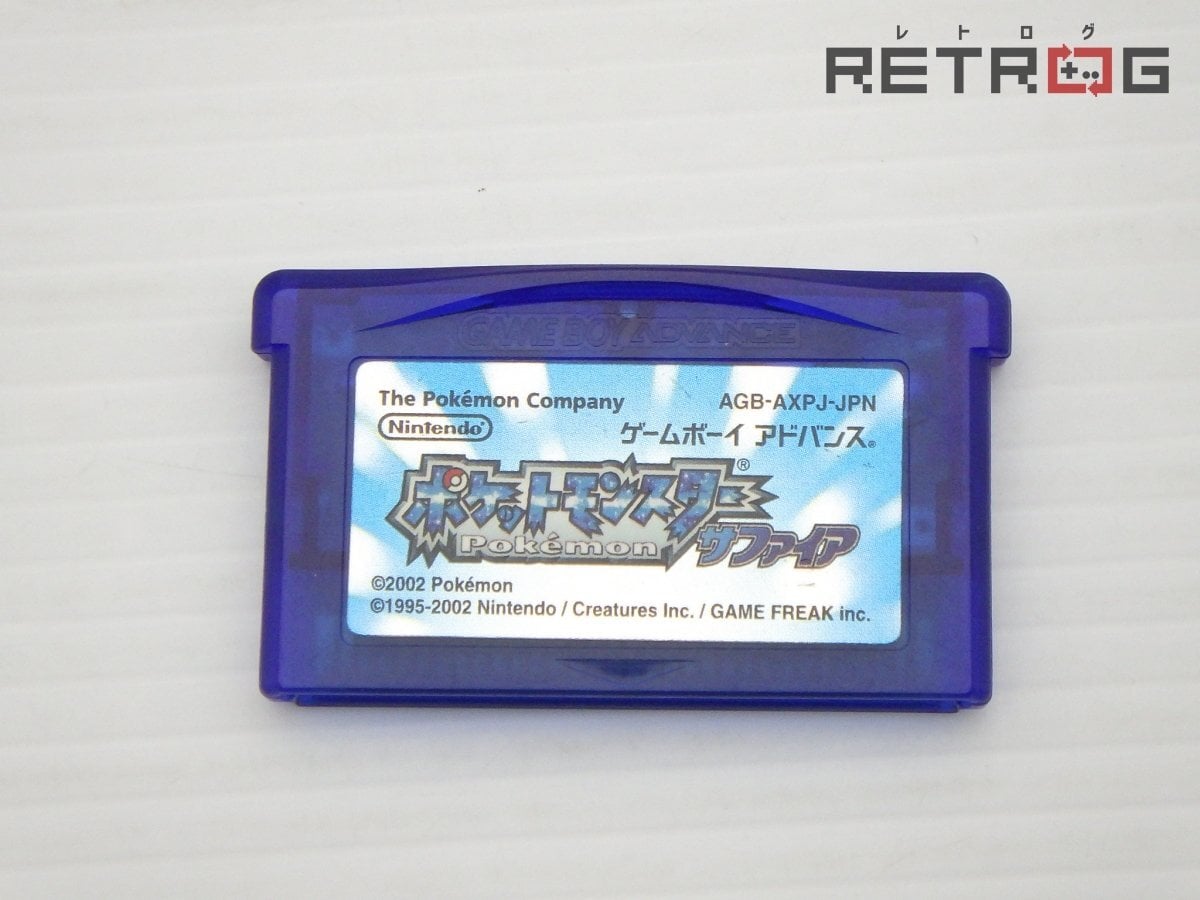 レトログ
RETROG
GAME BOY ADVANCE
The Pokémon Company
AGB-AXPJ-JPN
Nintendo®
ゲームボーイ アドバンス®
ポケットモンスター®
Pokémon
サファイア
©2002 Pokémon
©1995-2002 Nintendo / Creatures Inc. / GAME FREAK inc.